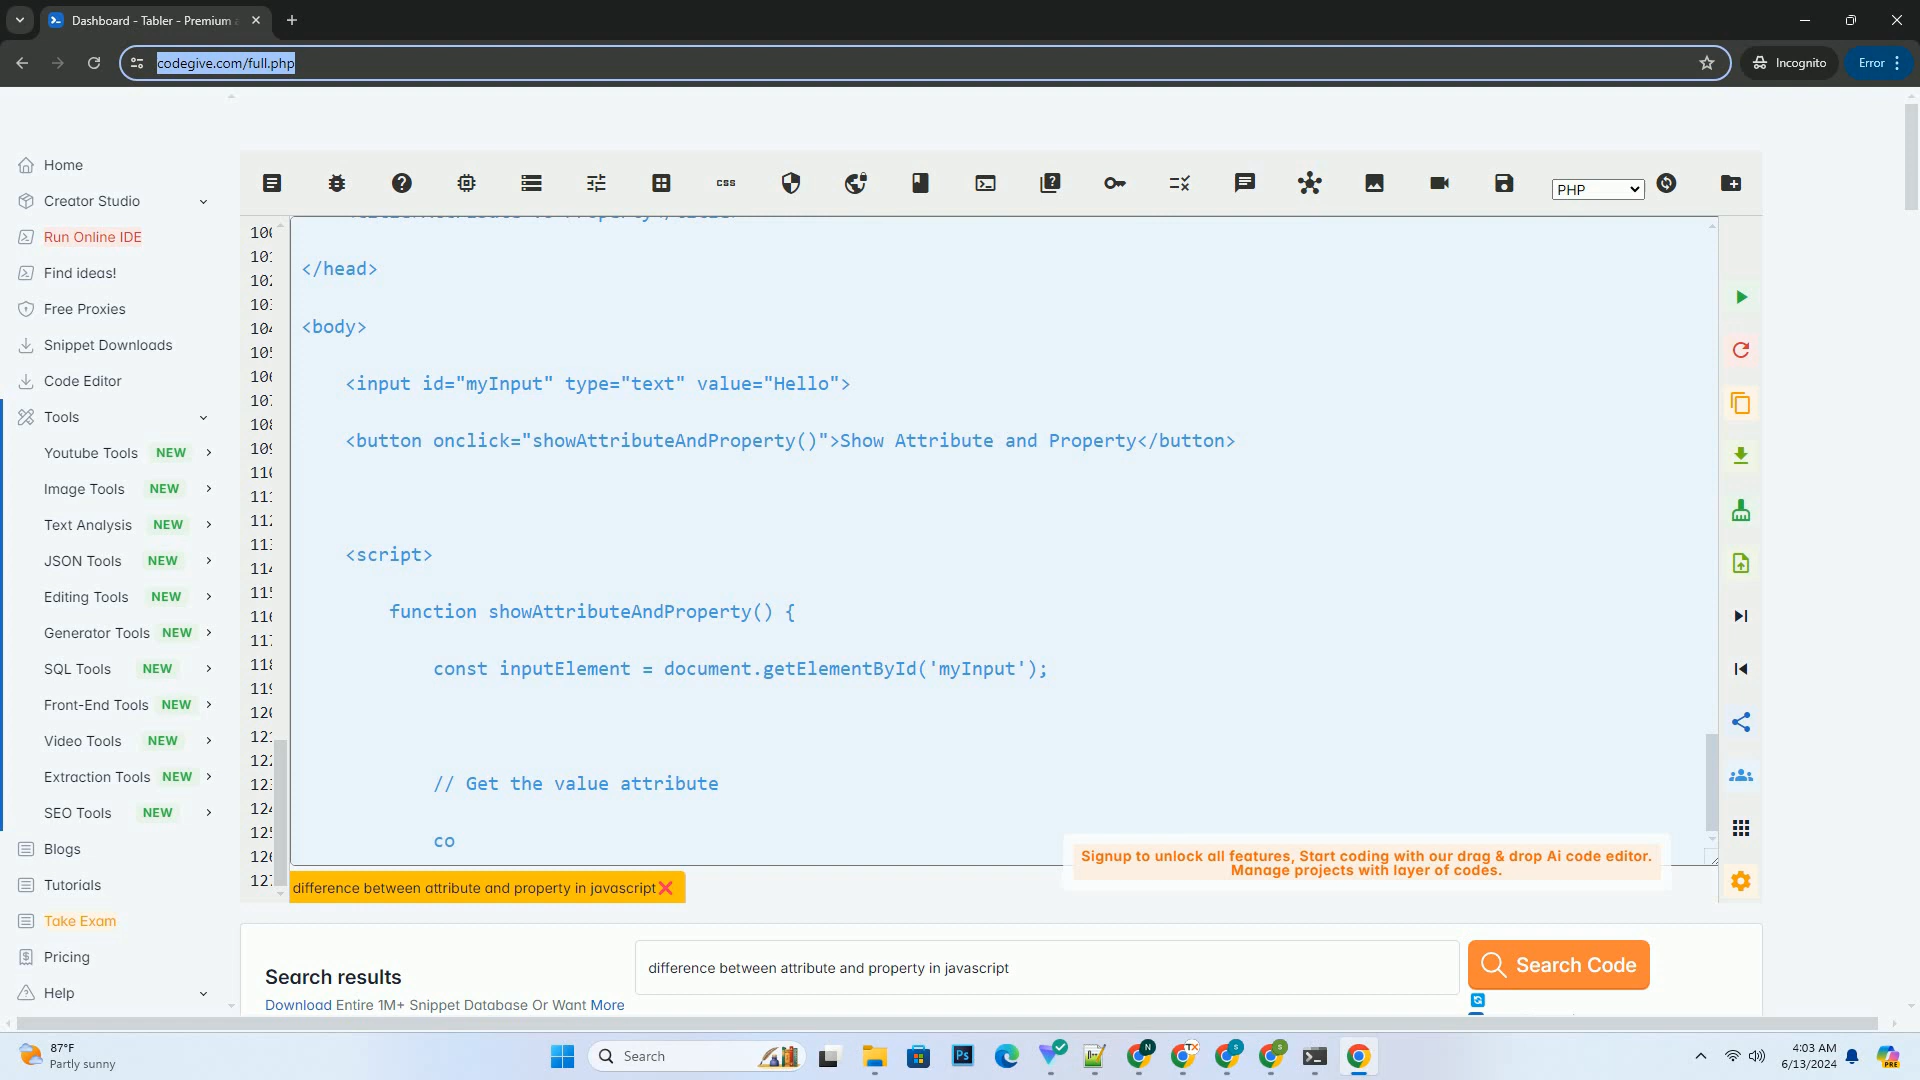 Dashboard - Tabler - Premium
codegive.com/full.php
Incognito
Error
Home
Creator Studio
Run Online IDE
Find ideas!
Free Proxies
Snippet Downloads
Code Editor
Tools
Youtube Tools NEW
Image Tools NEW
Text Analysis NEW
JSON Tools NEW
Editing Tools NEW
Generator Tools NEW
SQL Tools NEW
Front-End Tools NEW
Video Tools NEW
Extraction Tools NEW
SEO Tools NEW
Blogs
Tutorials
Take Exam
Pricing
Help
css
PHP
</head>
<body>
<input id="myInput" type="text" value="Hello">
<button onclick="showAttributeAndProperty()">Show Attribute and Property</button>
<script>
function showAttributeAndProperty() {
const inputElement = document.getElementById('myInput');
// Get the value attribute
co
Signup to unlock all features, Start coding with our drag & drop Ai code editor.
Manage projects with layer of codes.
difference between attribute and property in javascript
Search results
Download Entire 1M+ Snippet Database Or Want More
difference between attribute and property in javascript
Search Code
87°F
Partly sunny
Search
Ps
N
TX
S
S
PRE
4:03 AM
6/13/2024